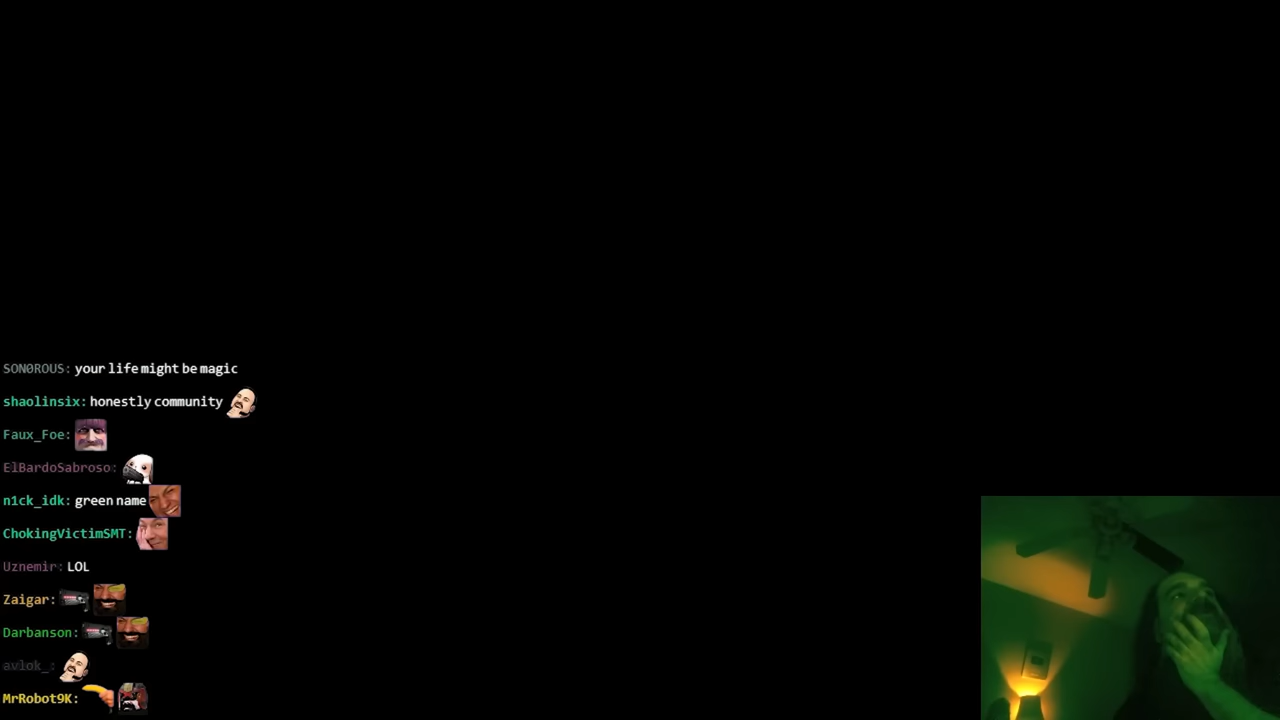 SON0ROUS: your life might be magic
shaolinsix: honestly community
Faux_Foe:
ElBardoSabroso:
n1ck_idk: green name
ChokingVictimSMT:
Uznemir: LOL
Zaigar:
Darbanson:
avlok_:
MrRobot9K: